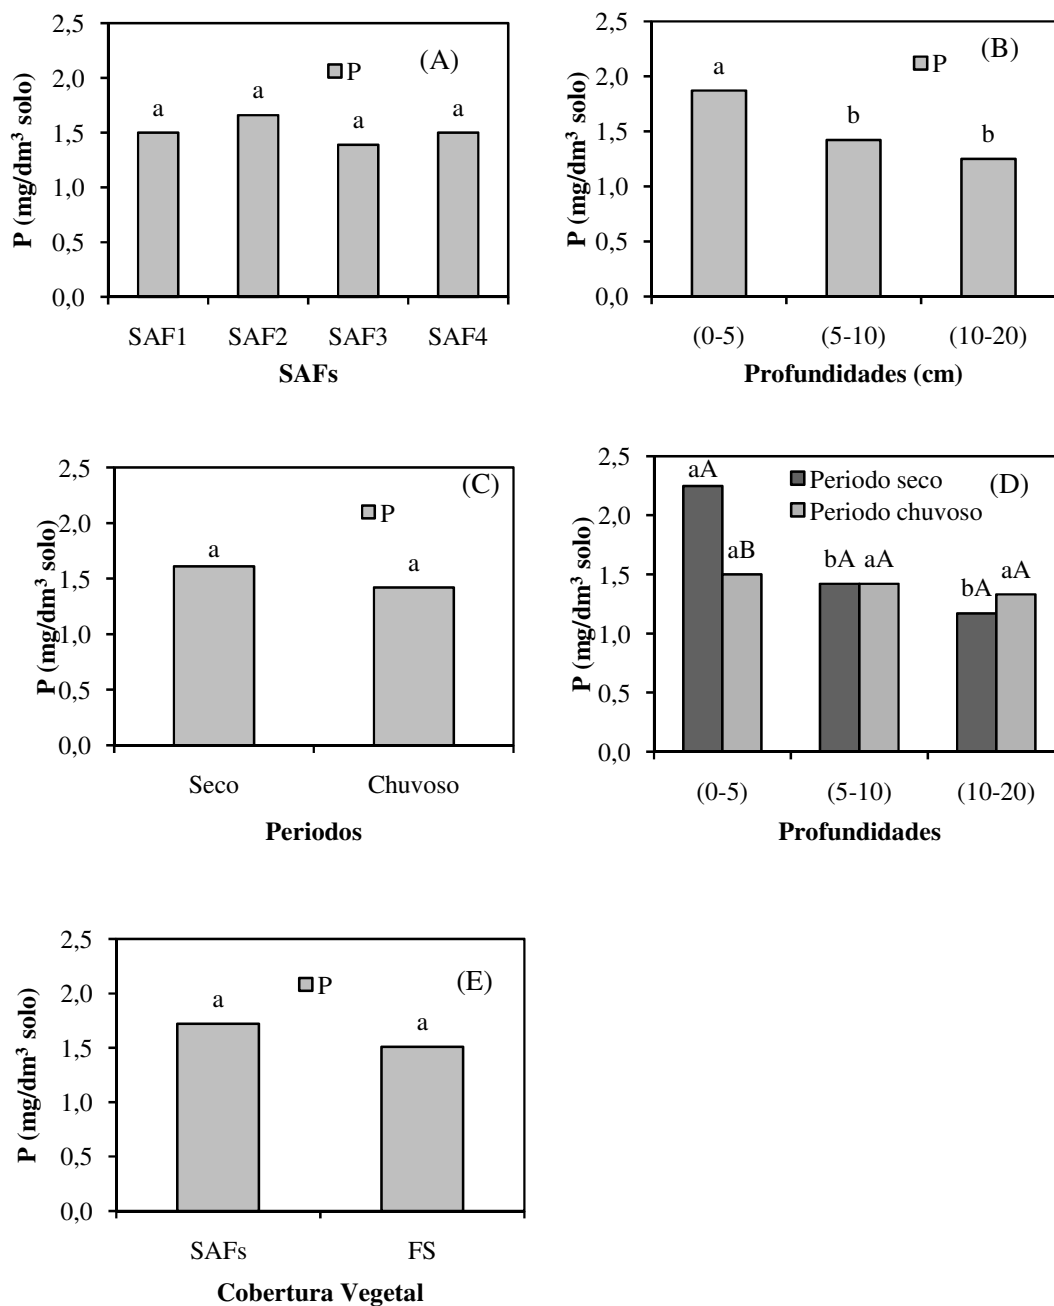 P (mg/dm³ solo)
2,5
2,0
1,5
1,0
0,5
0,0
P
(A)
a
a
a
a
SAF1 SAF2 SAF3 SAF4
SAFs
P (mg/dm³ solo)
2,5
2,0
1,5
1,0
0,5
0,0
P
(B)
a
b
b
(0-5) (5-10) (10-20)
Profundidades (cm)
P (mg/dm³ solo)
2,5
2,0
1,5
1,0
0,5
0,0
P
(C)
a
a
Seco Chuvoso
Periodos
P (mg/dm³ solo)
2,5
2,0
1,5
1,0
0,5
0,0
Periodo seco
Periodo chuvoso
(D)
aA
aB
bA
aA
bA
aA
(0-5) (5-10) (10-20)
Profundidades
P (mg/dm³ solo)
2,5
2,0
1,5
1,0
0,5
0,0
P
(E)
a
a
SAFs FS
Cobertura Vegetal